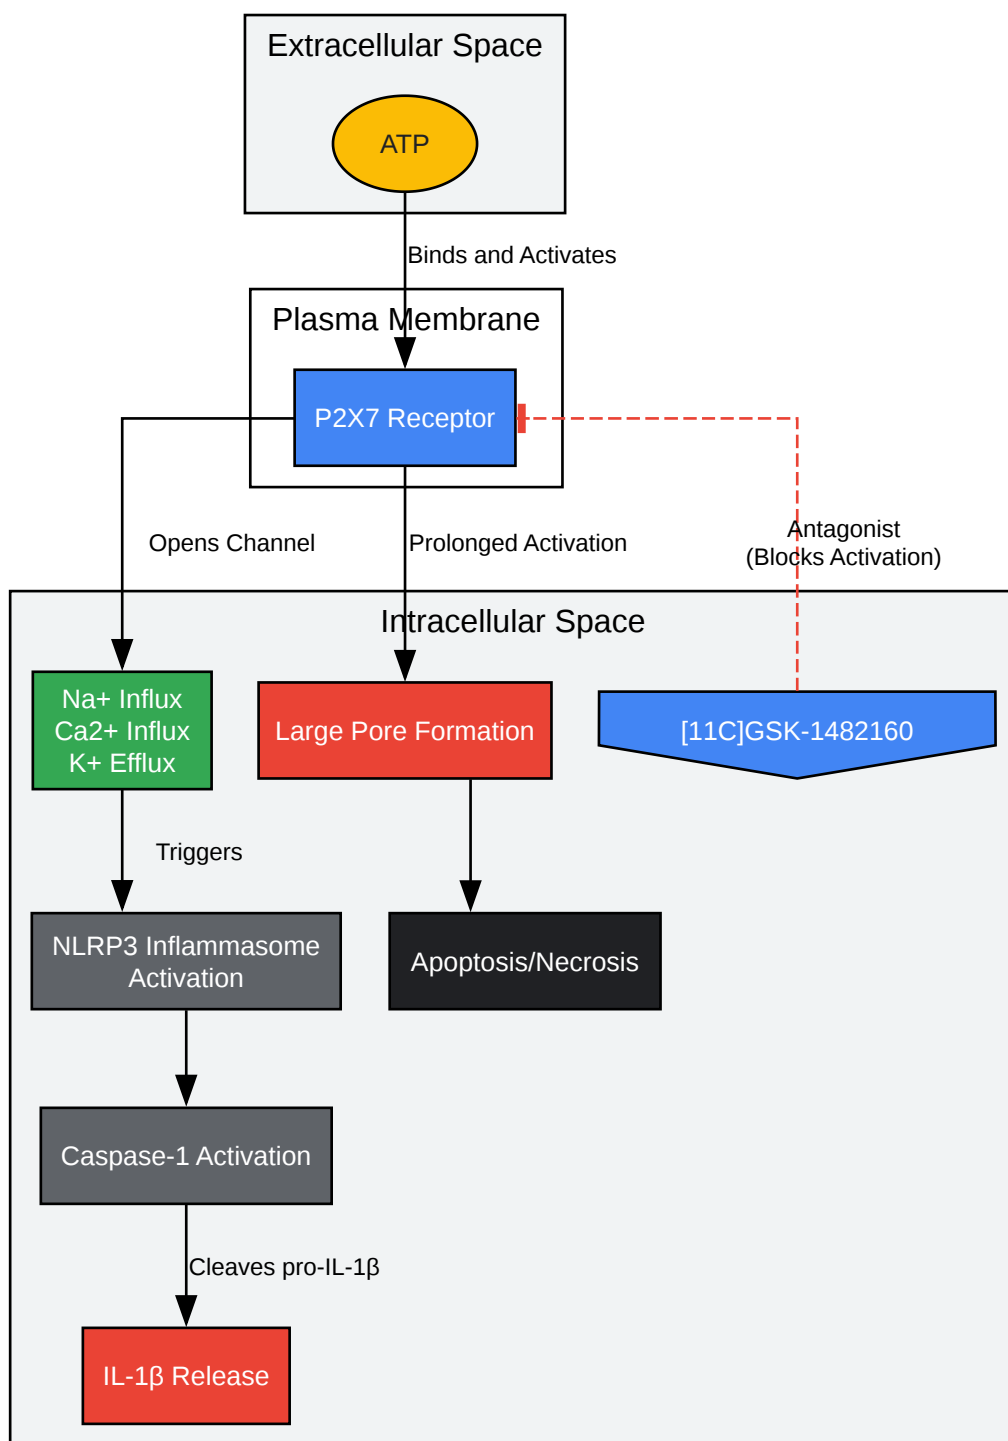 Extracellular Space
ATP
Binds and Activates
Plasma Membrane
P2X7 Receptor
Opens Channel
Prolonged Activation
Antagonist
(Blocks Activation)
Intracellular Space
Na+ Influx
Ca2+ Influx
K+ Efflux
Large Pore Formation
[11C]GSK-1482160
Triggers
NLRP3 Inflammasome
Activation
Apoptosis/Necrosis
Caspase-1 Activation
Cleaves pro-IL-1β
IL-1β Release